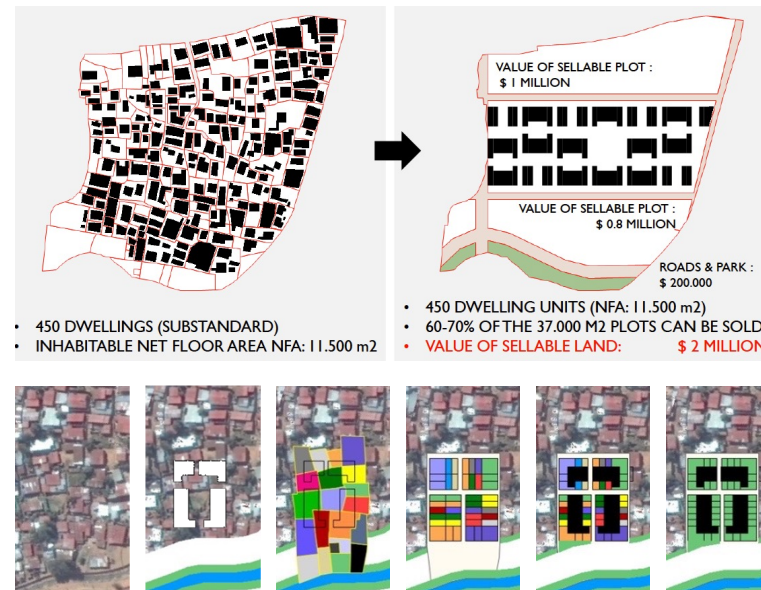 VALUE OF SELLABLE PLOT :
$ 1 MILLION
VALUE OF SELLABLE PLOT :
$ 0.8 MILLION
ROADS & PARK :
$ 200.000
• 450 DWELLINGS (SUBSTANDARD)
• INHABITABLE NET FLOOR AREA NFA: 11.500 m2
• 450 DWELLING UNITS (NFA: 11.500 m2)
• 60-70% OF THE 37.000 M2 PLOTS CAN BE SOLD
• VALUE OF SELLABLE LAND: $ 2 MILLION